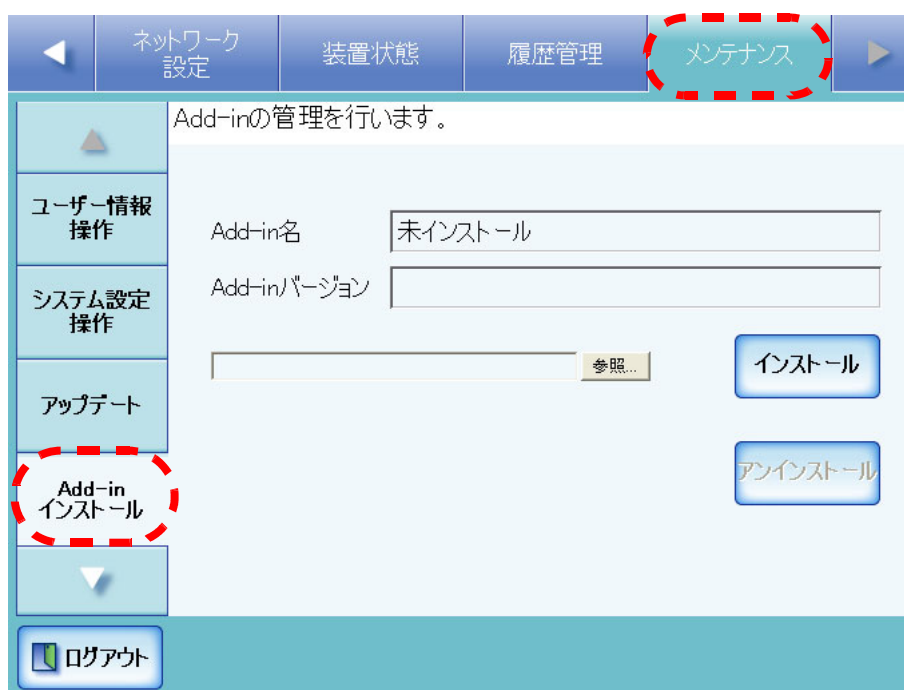 ネットワーク
設定
装置状態
履歴管理
メンテナンス
Add-inの管理を行います。
ユーザー情報
操作
システム設定
操作
アップデート
Add-in
インストール
Add-in名
未インストール
Add-inバージョン
参照...
インストール
アンインストール
ログアウト